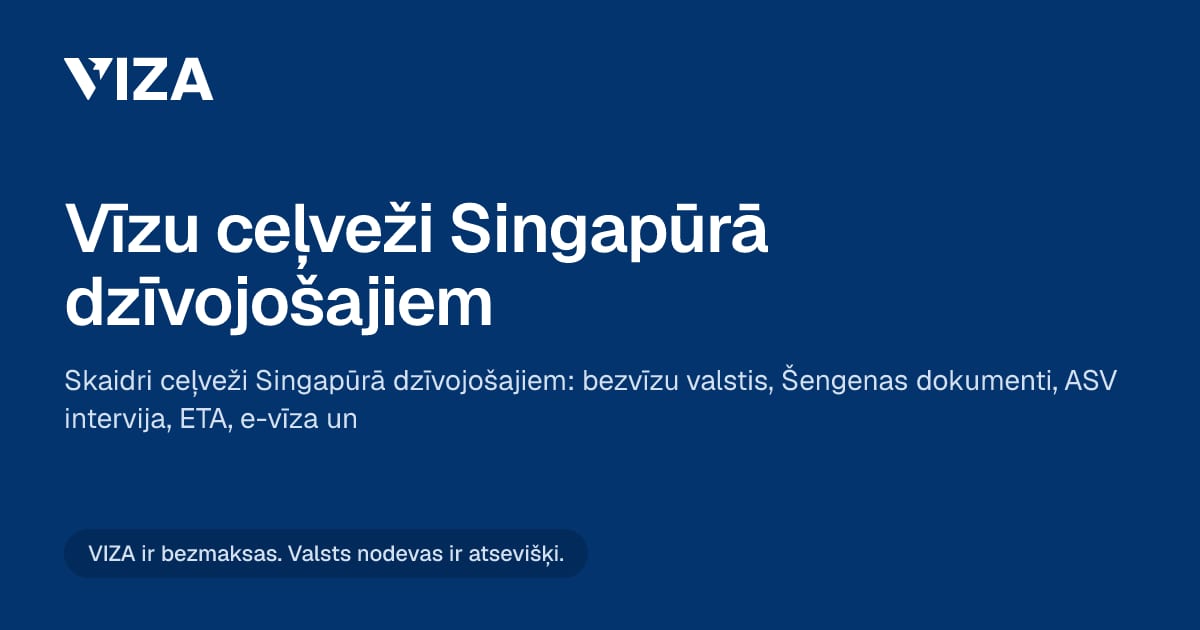 VIZA
Vīzu ceļveži Singapūrā
dzīvojošajiem
Skaidri ceļveži Singapūrā dzīvojošajiem: bezvīzu valstis, Šengenas dokumenti, ASV
intervija, ETA, e-vīza un
VIZA ir bezmaksas. Valsts nodevas ir atsevišķi.